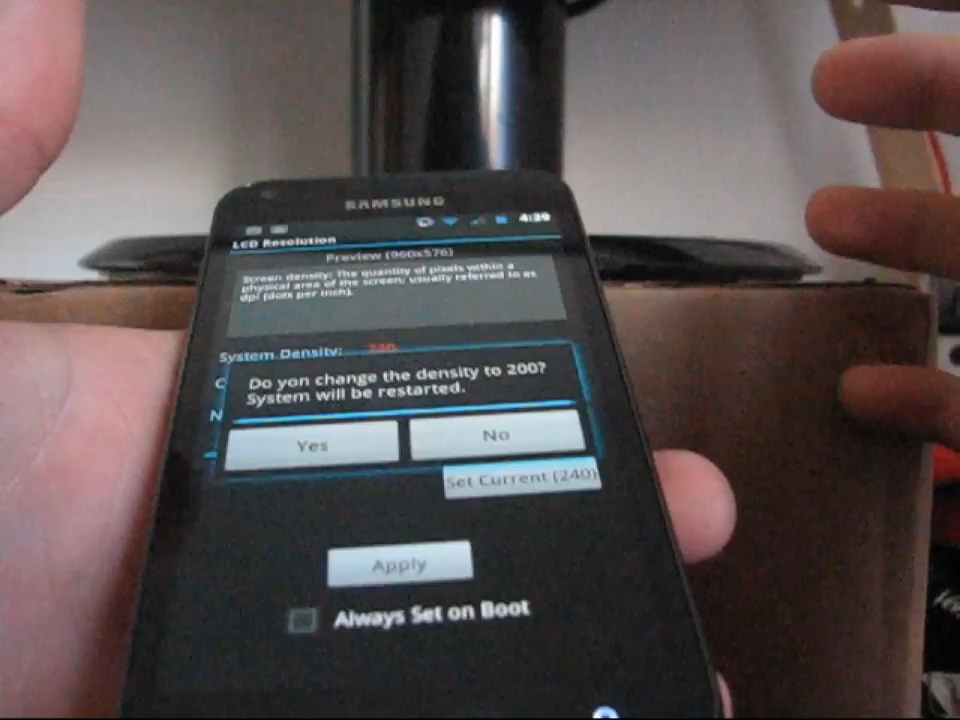 SAMSUNG
4:29
LCD Resolution
Preview (960x576)
Screen density: The quantity of pixels within a
physical area of the screen; usually referred to as
dpi (dots per inch).
System Density:
Do yon change the density to 200?
System will be restarted.
Yes
No
Set Current (240)
Apply
Always Set on Boot